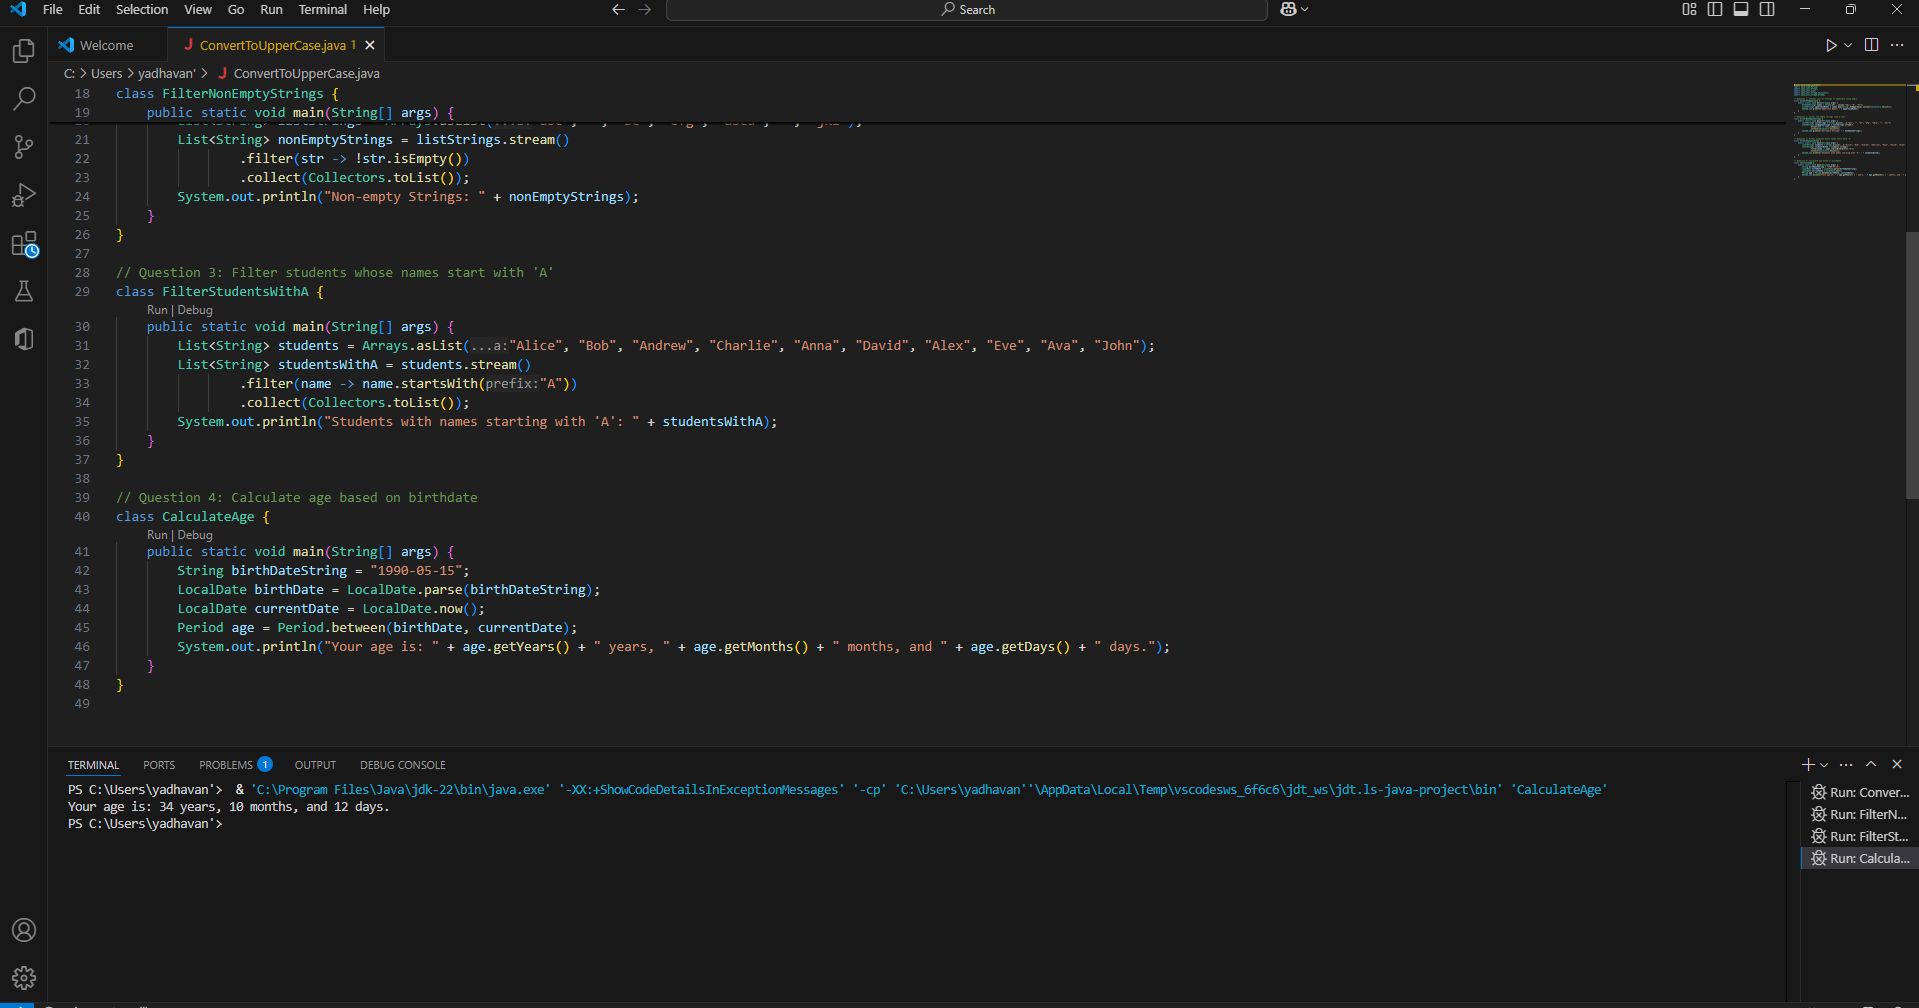 File Edit Selection View Go Run Terminal Help
Search
Welcome
J ConvertToUpperCase.java 1
C: > Users > yadhavan' > J ConvertToUpperCase.java
18 class FilterNonEmptyStrings {
19 public static void main(String[] args) {
21 List<String> nonEmptyStrings = listStrings.stream()
22 .filter(str -> !str.isEmpty())
23 .collect(Collectors.toList());
24 System.out.println("Non-empty Strings: " + nonEmptyStrings);
25 }
26 }
27
28 // Question 3: Filter students whose names start with 'A'
29 class FilterStudentsWithA {
Run | Debug
30 public static void main(String[] args) {
31 List<String> students = Arrays.asList(...a:"Alice", "Bob", "Andrew", "Charlie", "Anna", "David", "Alex", "Eve", "Ava", "John");
32 List<String> studentsWithA = students.stream()
33 .filter(name -> name.startsWith(prefix:"A"))
34 .collect(Collectors.toList());
35 System.out.println("Students with names starting with 'A': " + studentsWithA);
36 }
37 }
38
39 // Question 4: Calculate age based on birthdate
40 class CalculateAge {
Run | Debug
41 public static void main(String[] args) {
42 String birthDateString = "1990-05-15";
43 LocalDate birthDate = LocalDate.parse(birthDateString);
44 LocalDate currentDate = LocalDate.now();
45 Period age = Period.between(birthDate, currentDate);
46 System.out.println("Your age is: " + age.getYears() + " years, " + age.getMonths() + " months, and " + age.getDays() + " days.");
47 }
48 }
49
TERMINAL PORTS PROBLEMS 1 OUTPUT DEBUG CONSOLE
PS C:\Users\yadhavan'> & 'C:\Program Files\Java\jdk-22\bin\java.exe' '-XX:+ShowCodeDetailsInExceptionMessages' '-cp' 'C:\Users\yadhavan''\AppData\Local\Temp\vscodesws_6f6c6\jdt_ws\jdt.ls-java-project\bin' 'CalculateAge'
Your age is: 34 years, 10 months, and 12 days.
PS C:\Users\yadhavan'>
Run: Conver...
Run: FilterN...
Run: FilterSt...
Run: Calcula...